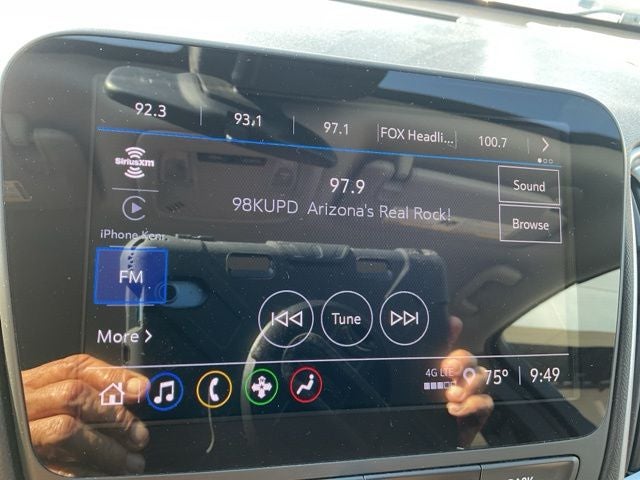 92.3 93.1 97.1 FOX Headli... 100.7
SiriusXM
97.9
Sound
98KUPD Arizona's Real Rock!
Browse
FM
Tune
More
4G LTE
75° 9:49